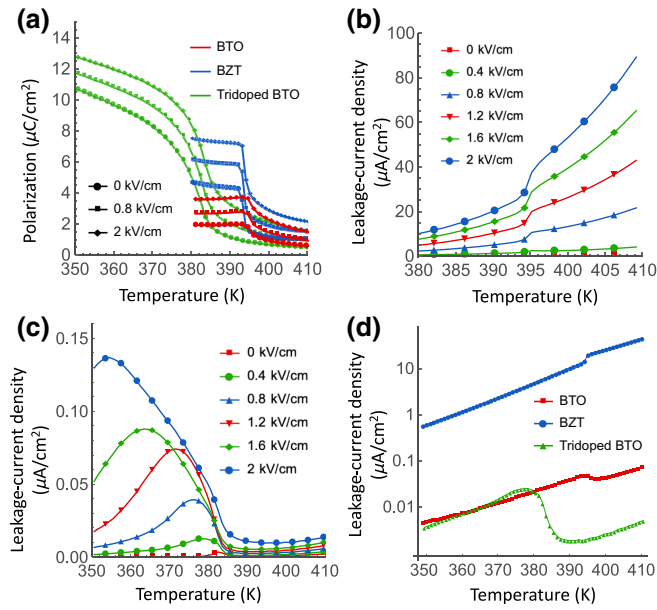 (a)
14
12
10
8
6
4
2
0
350 360 370 380 390 400 410
Polarization (μC/cm²)
Temperature (K)
BTO
BZT
Tridoped BTO
0 kV/cm
0.8 kV/cm
2 kV/cm
(b)
100
80
60
40
20
0
380 385 390 395 400 405 410
Leakage-current density
(μA/cm²)
Temperature (K)
0 kV/cm
0.4 kV/cm
0.8 kV/cm
1.2 kV/cm
1.6 kV/cm
2 kV/cm
(c)
0.15
0.10
0.05
0.00
350 360 370 380 390 400 410
Leakage-current density
(μA/cm²)
Temperature (K)
0 kV/cm
0.4 kV/cm
0.8 kV/cm
1.2 kV/cm
1.6 kV/cm
2 kV/cm
(d)
10
1
0.1
0.01
350 360 370 380 390 400 410
Leakage-current density
(μA/cm²)
Temperature (K)
BTO
BZT
Tridoped BTO